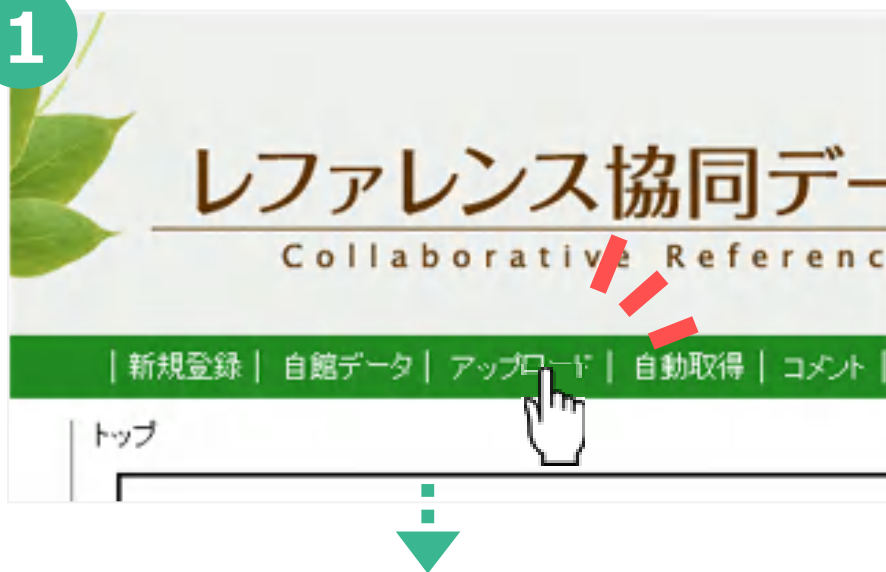 1
レファレンス協同デー
Collaborative Referenc
|新規登録| 自館データ| アップロード| 自動取得| コメント|
トップ